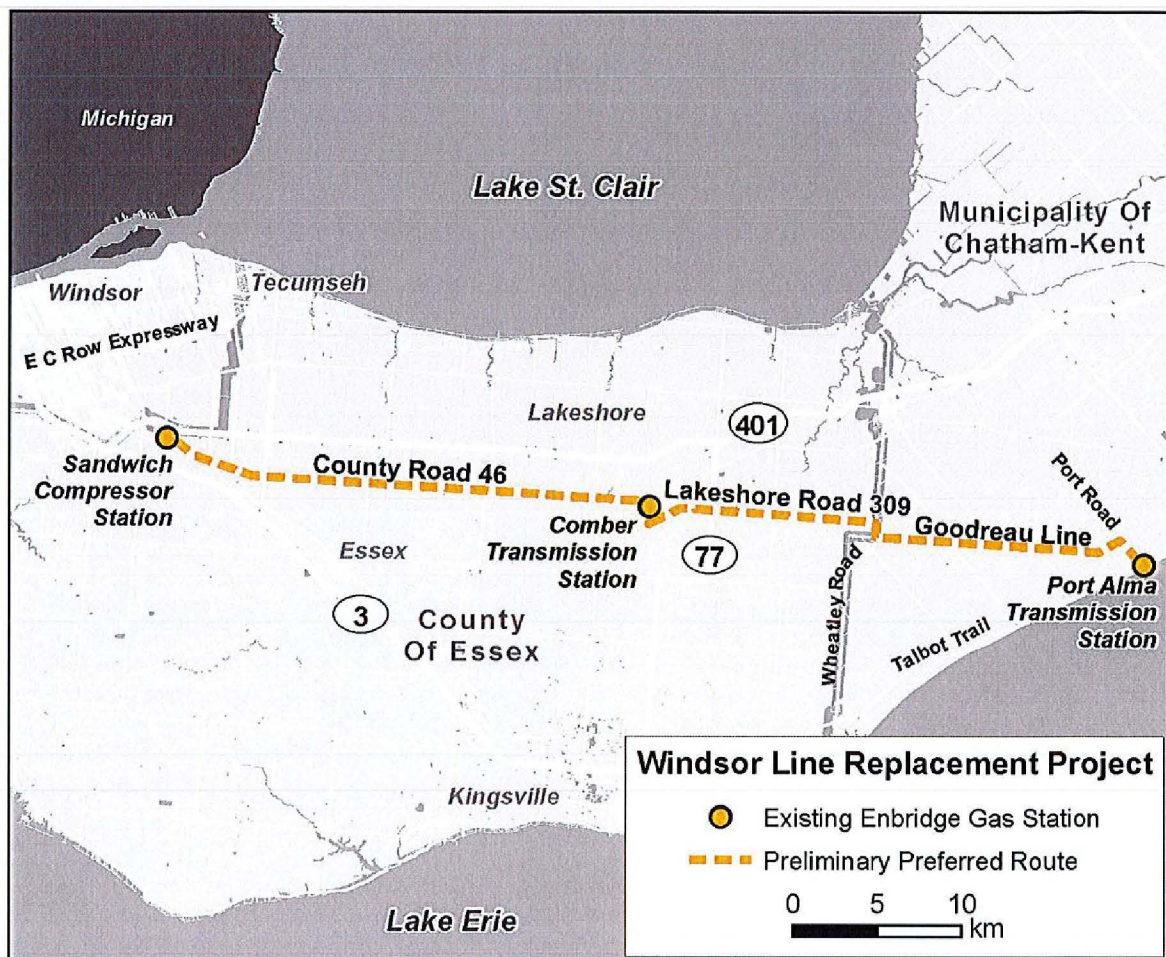 Michigan
Lake St. Clair
Municipality Of
Chatham-Kent
Windsor
Tecumseh
E C Row Expressway
Lakeshore
401
Sandwich
Compressor
Station
County Road 46
Comber
Transmission
Station
Lakeshore Road 309
77
Port Road
Goodreau Line
Port Alma
Transmission
Station
Essex
3
County
Of Essex
Wheatley Road
Talbot Trail
Kingsville
Lake Erie
Windsor Line Replacement Project
Existing Enbridge Gas Station
Preliminary Preferred Route
0 5 10
km